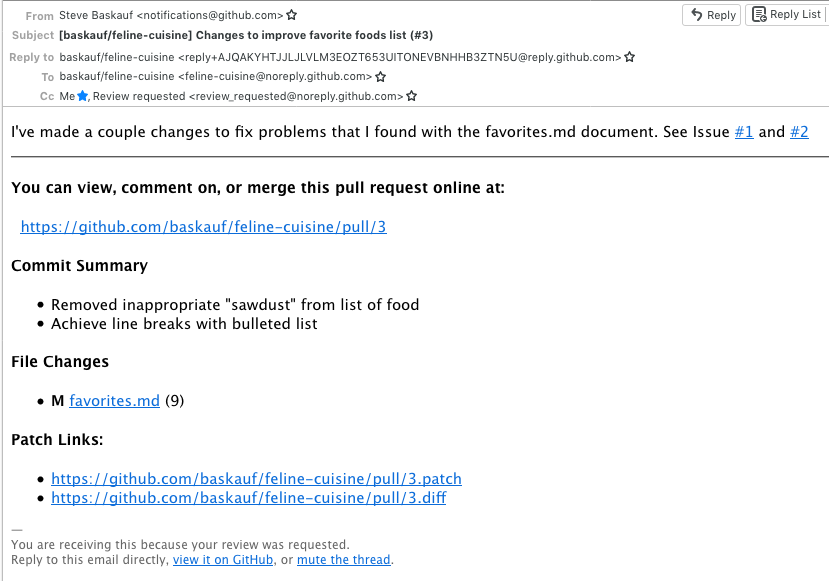 From Steve Baskauf <notifications@github.com>
Reply
Reply List
Subject [baskauf/feline-cuisine] Changes to improve favorite foods list (#3)
Reply to baskauf/feline-cuisine <reply+AJQAKYHTJJLJLVLM3EOZT653UITONEVBNHHB3ZTN5U@reply.github.com>
To baskauf/feline-cuisine <feline-cuisine@noreply.github.com>
Cc Me, Review requested <review_requested@noreply.github.com>
I've made a couple changes to fix problems that I found with the favorites.md document. See Issue #1 and #2
You can view, comment on, or merge this pull request online at:
https://github.com/baskauf/feline-cuisine/pull/3
Commit Summary
• Removed inappropriate "sawdust" from list of food
• Achieve line breaks with bulleted list
File Changes
• M favorites.md (9)
Patch Links:
• https://github.com/baskauf/feline-cuisine/pull/3.patch
• https://github.com/baskauf/feline-cuisine/pull/3.diff
—
You are receiving this because your review was requested.
Reply to this email directly, view it on GitHub, or mute the thread.